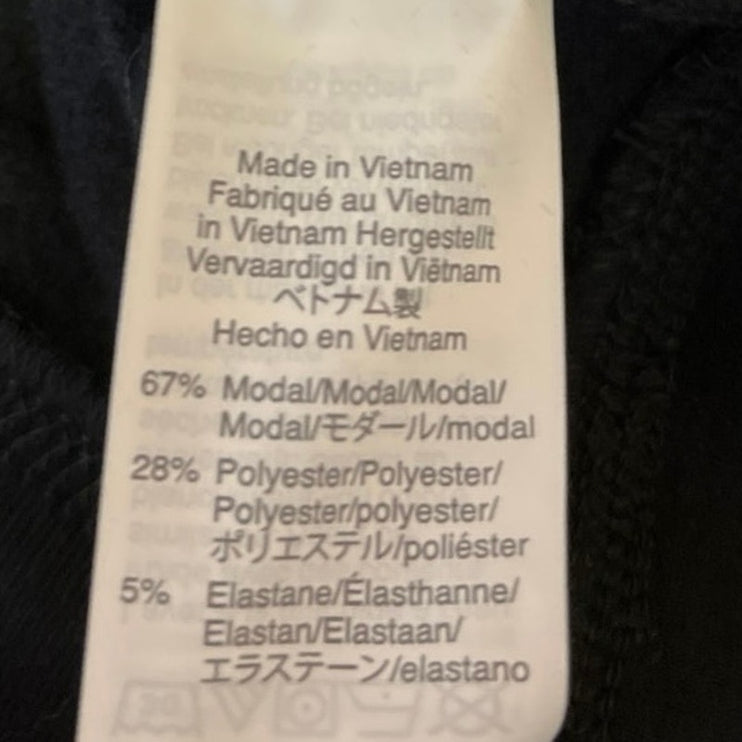 Made in Vietnam
Fabriqué au Vietnam
in Vietnam Hergestellt
Vervaardigd in Viëtnam
ベトナム製
Hecho en Vietnam
67% Modal/Modal/Modal/
Modal/モダール/modal
28% Polyester/Polyester/
Polyester/polyester/
ポリエステル/poliéster
5% Elastane/Élasthanne/
Elastan/Elastaan/
エラステーン/elastano